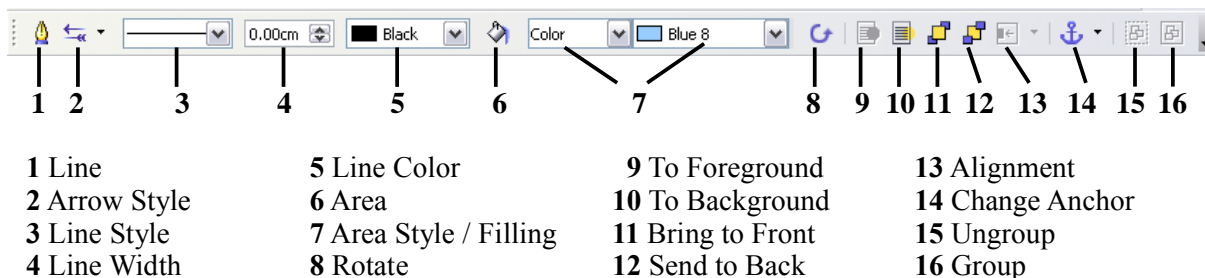 0.00cm Black Color Blue 8
1 2 3 4 5 6 7 8 9 10 11 12 13 14 15 16
1 Line 5 Line Color 9 To Foreground 13 Alignment
2 Arrow Style 6 Area 10 To Background 14 Change Anchor
3 Line Style 7 Area Style / Filling 11 Bring to Front 15 Ungroup
4 Line Width 8 Rotate 12 Send to Back 16 Group